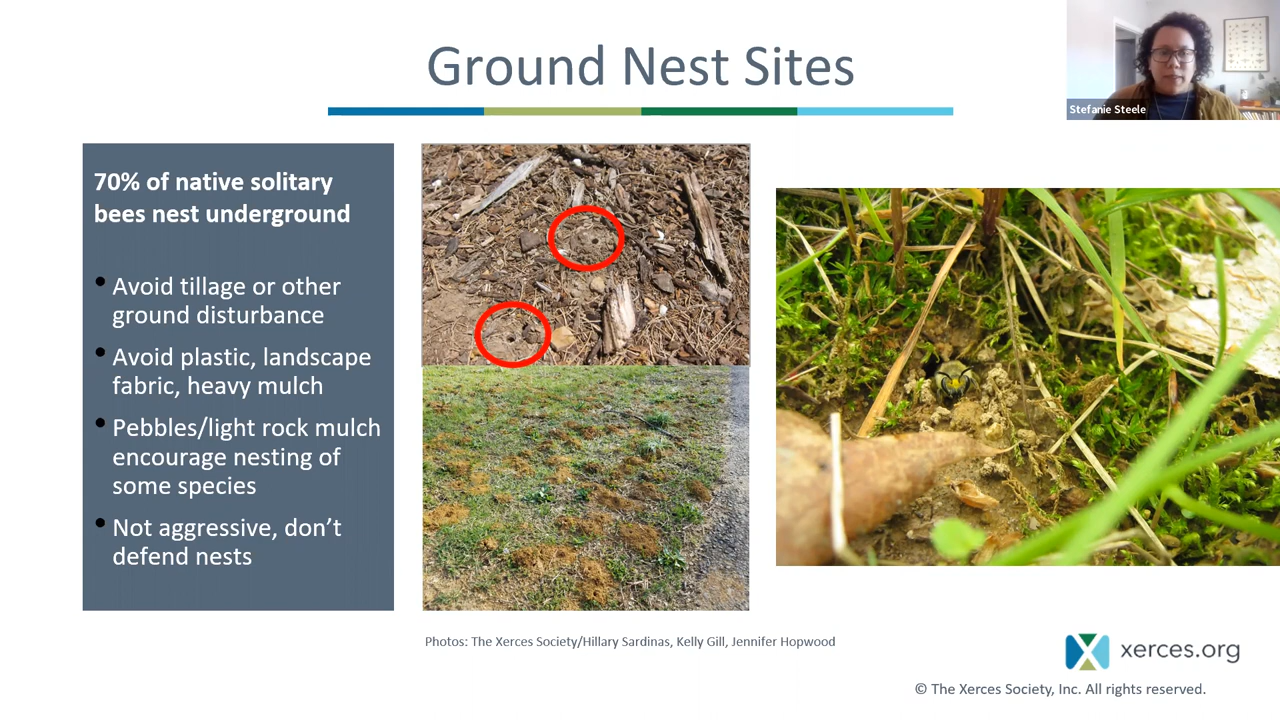 Ground Nest Sites
Stefanie Steele
70% of native solitary
bees nest underground
• Avoid tillage or other
ground disturbance
• Avoid plastic, landscape
fabric, heavy mulch
• Pebbles/light rock mulch
encourage nesting of
some species
• Not aggressive, don’t
defend nests
Photos: The Xerces Society/Hillary Sardinas, Kelly Gill, Jennifer Hopwood
xerces.org
© The Xerces Society, Inc. All rights reserved.